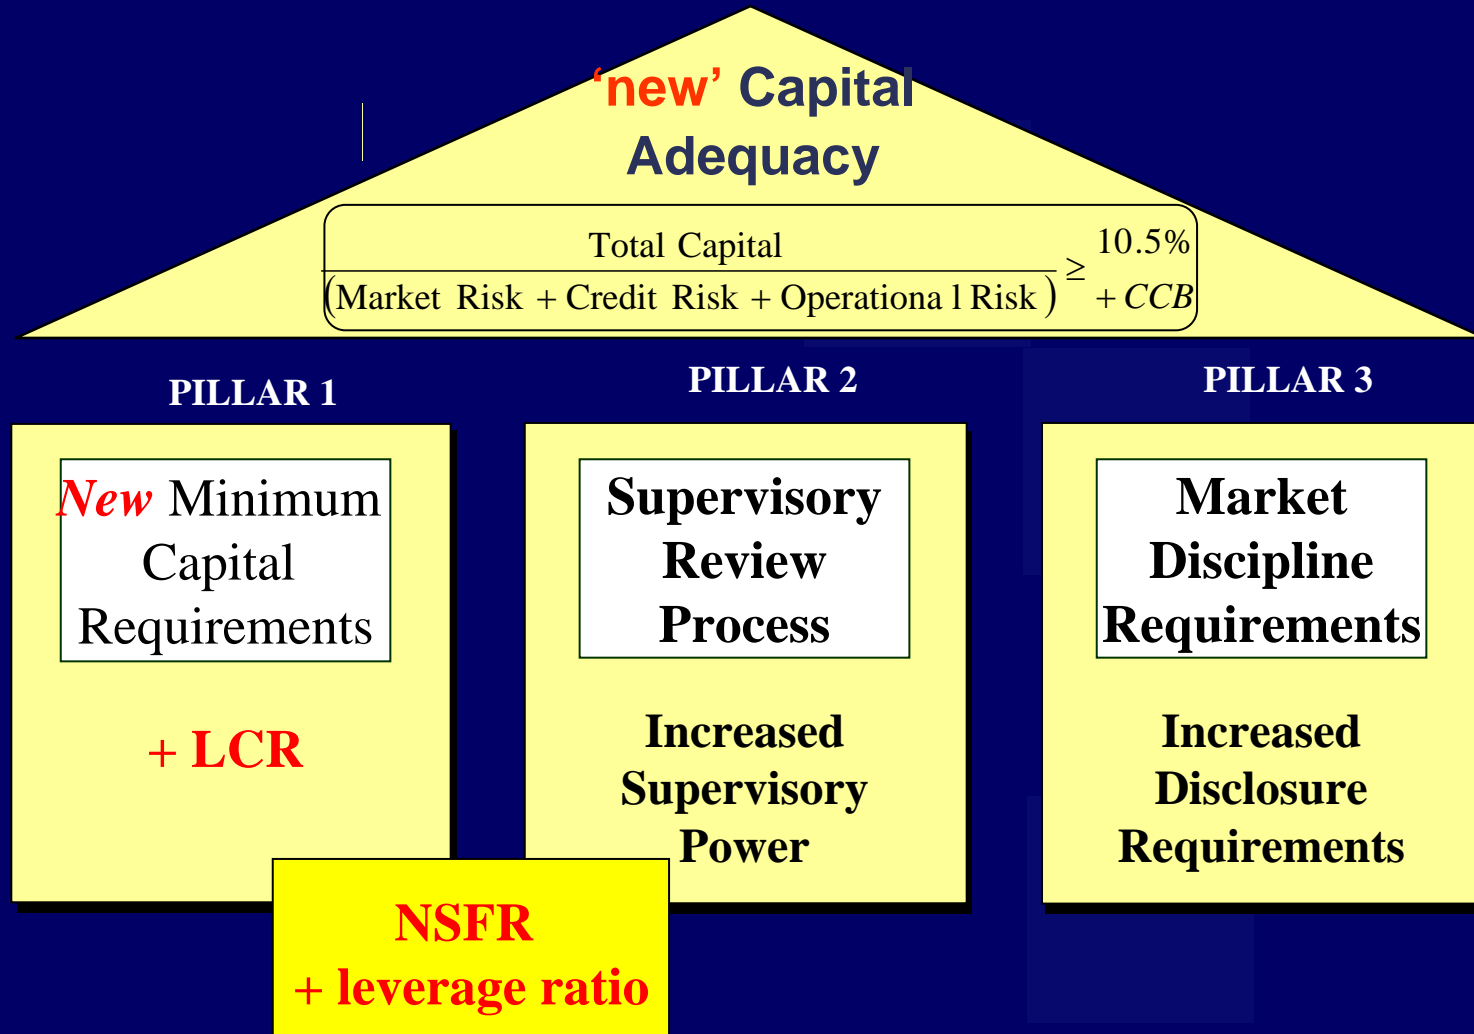 ‘new’ Capital
Adequacy
Total Capital
(Market Risk + Credit Risk + Operationa l Risk)
≥
10.5%
+ CCB
PILLAR 1
PILLAR 2
PILLAR 3
New Minimum
Capital
Requirements
+ LCR
Supervisory
Review
Process
Increased
Supervisory
Power
Market
Discipline
Requirements
Increased
Disclosure
Requirements
NSFR
+ leverage ratio